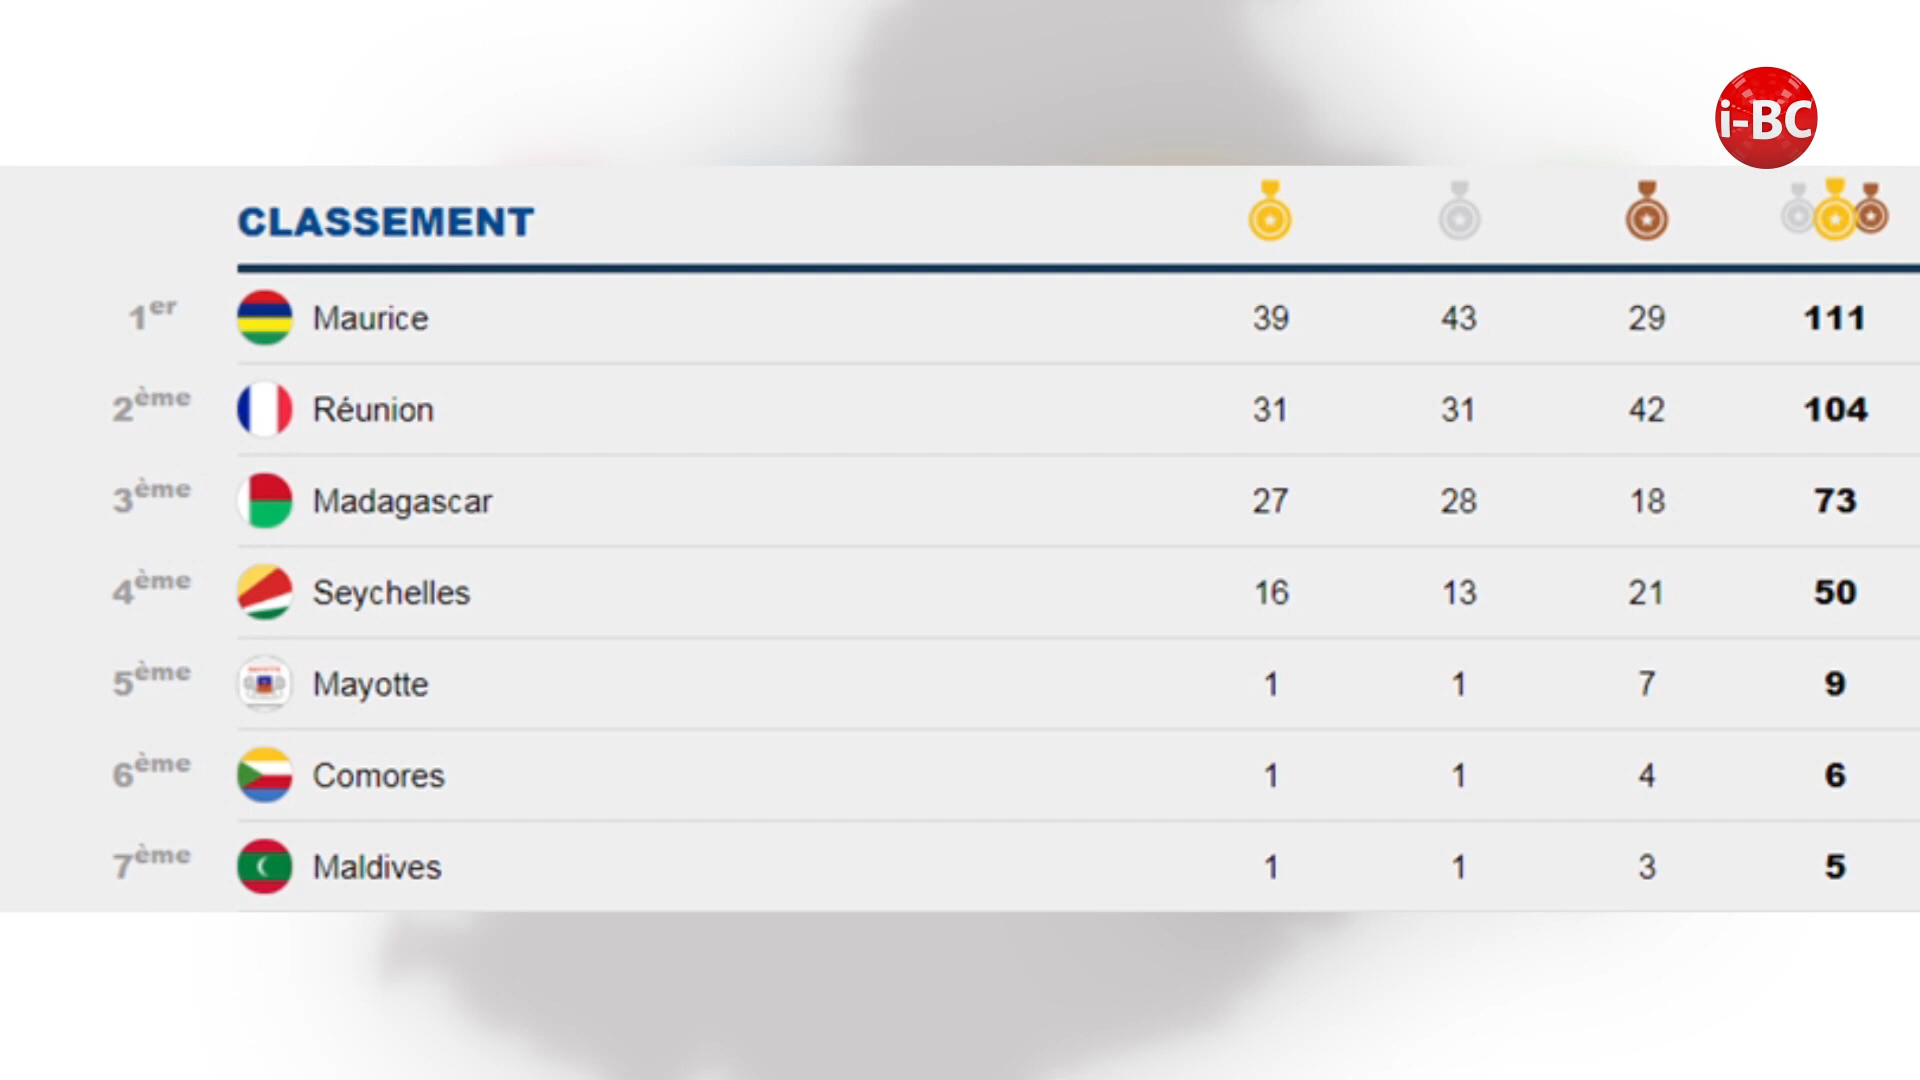 i-BC
CLASSEMENT
1er Maurice 39 43 29 111
2ème Réunion 31 31 42 104
3ème Madagascar 27 28 18 73
4ème Seychelles 16 13 21 50
5ème Mayotte 1 1 7 9
6ème Comores 1 1 4 6
7ème Maldives 1 1 3 5